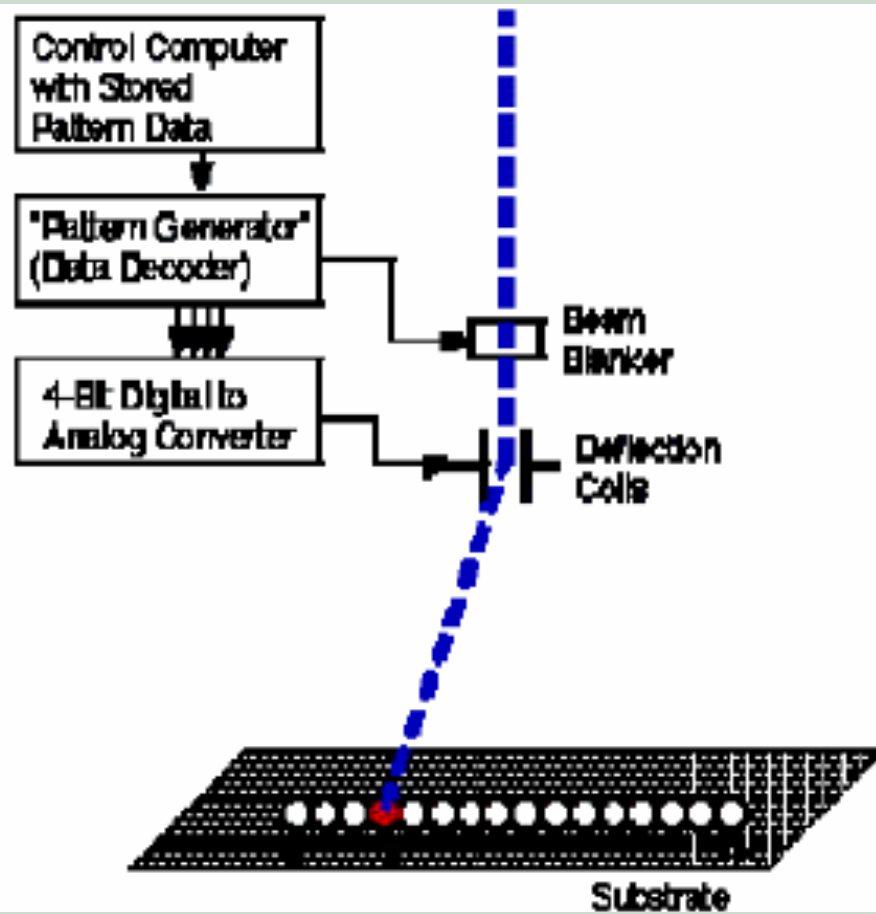 Control Computer
with Stored
Pattern Data
"Pattern Generator"
(Data Decoder)
Beam
Blanker
4-Bit Digital to
Analog Converter
Deflection
Coils
Substrate